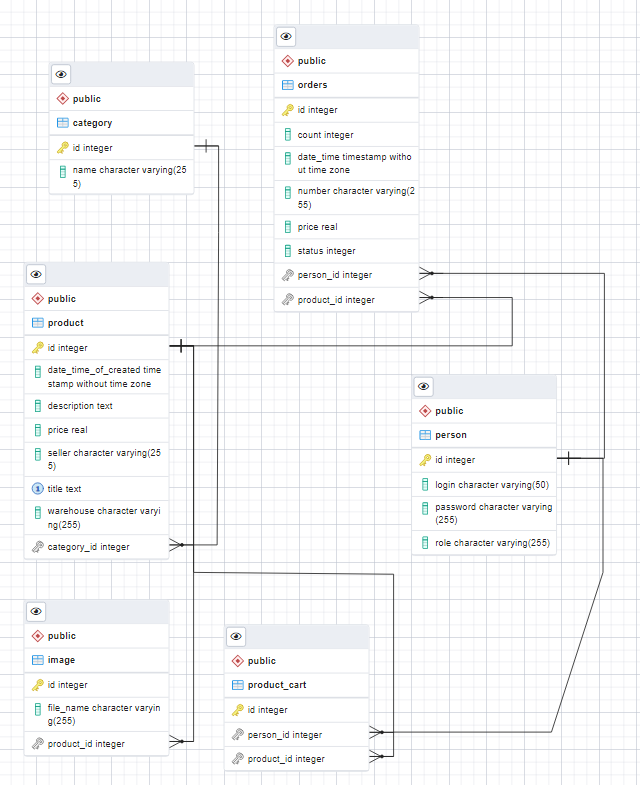 public
category
id integer
name character varying(25
5)
public
orders
id integer
count integer
date_time timestamp witho
ut time zone
number character varying(2
55)
price real
status integer
person_id integer
product_id integer
public
product
id integer
date_time_of_created time
stamp without time zone
description text
price real
seller character varying(25
5)
1
title text
warehouse character varyi
ng(255)
category_id integer
public
person
id integer
login character varying(50)
password character varying
(255)
role character varying(255)
public
image
id integer
file_name character varyin
g(255)
product_id integer
public
product_cart
id integer
person_id integer
product_id integer